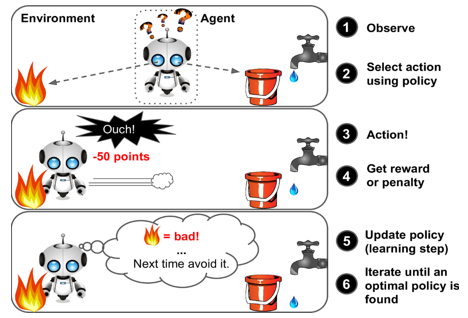 Environment
Agent
? ? ?
1 Observe
2 Select action
using policy
Ouch!
-50 points
3 Action!
4 Get reward
or penalty
= bad!
...
Next time avoid it.
5 Update policy
(learning step)
6 Iterate until an
optimal policy is
found